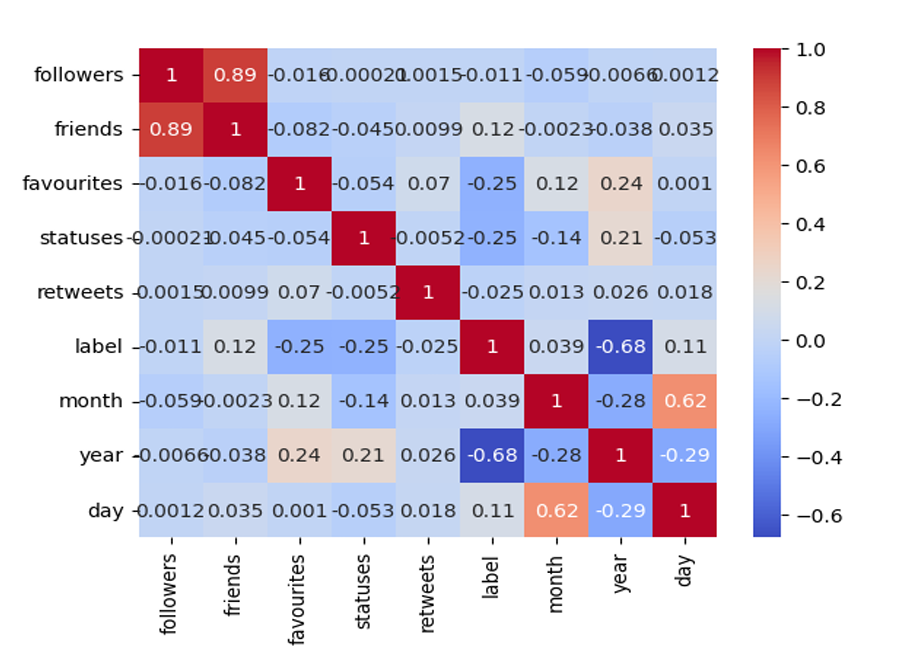 followers 1 0.89 -0.016 -0.00021 -0.0015 -0.011 -0.059 -0.0066 0.0012
friends 0.89 1 -0.082 -0.045 0.0099 0.12 -0.0023 -0.038 0.035
favourites -0.016 -0.082 1 -0.054 0.07 -0.25 0.12 0.24 0.001
statuses -0.00021 -0.045 -0.054 1 -0.0052 -0.25 -0.14 0.21 -0.053
retweets 0.0099 0.07 -0.0052 1 -0.025 0.013 0.026 0.018
label -0.011 0.12 -0.25 -0.25 -0.025 1 0.039 -0.68 0.11
month -0.059 -0.0023 0.12 -0.14 0.013 0.039 1 -0.28 0.62
year -0.0066 -0.038 0.24 0.21 0.026 -0.68 -0.28 1 -0.29
day 0.035 0.001 -0.053 0.018 0.11 0.62 -0.29 1
followers friends favourites statuses retweets label month year day
1.0
0.8
0.6
0.4
0.2
0.0
−0.2
−0.4
−0.6